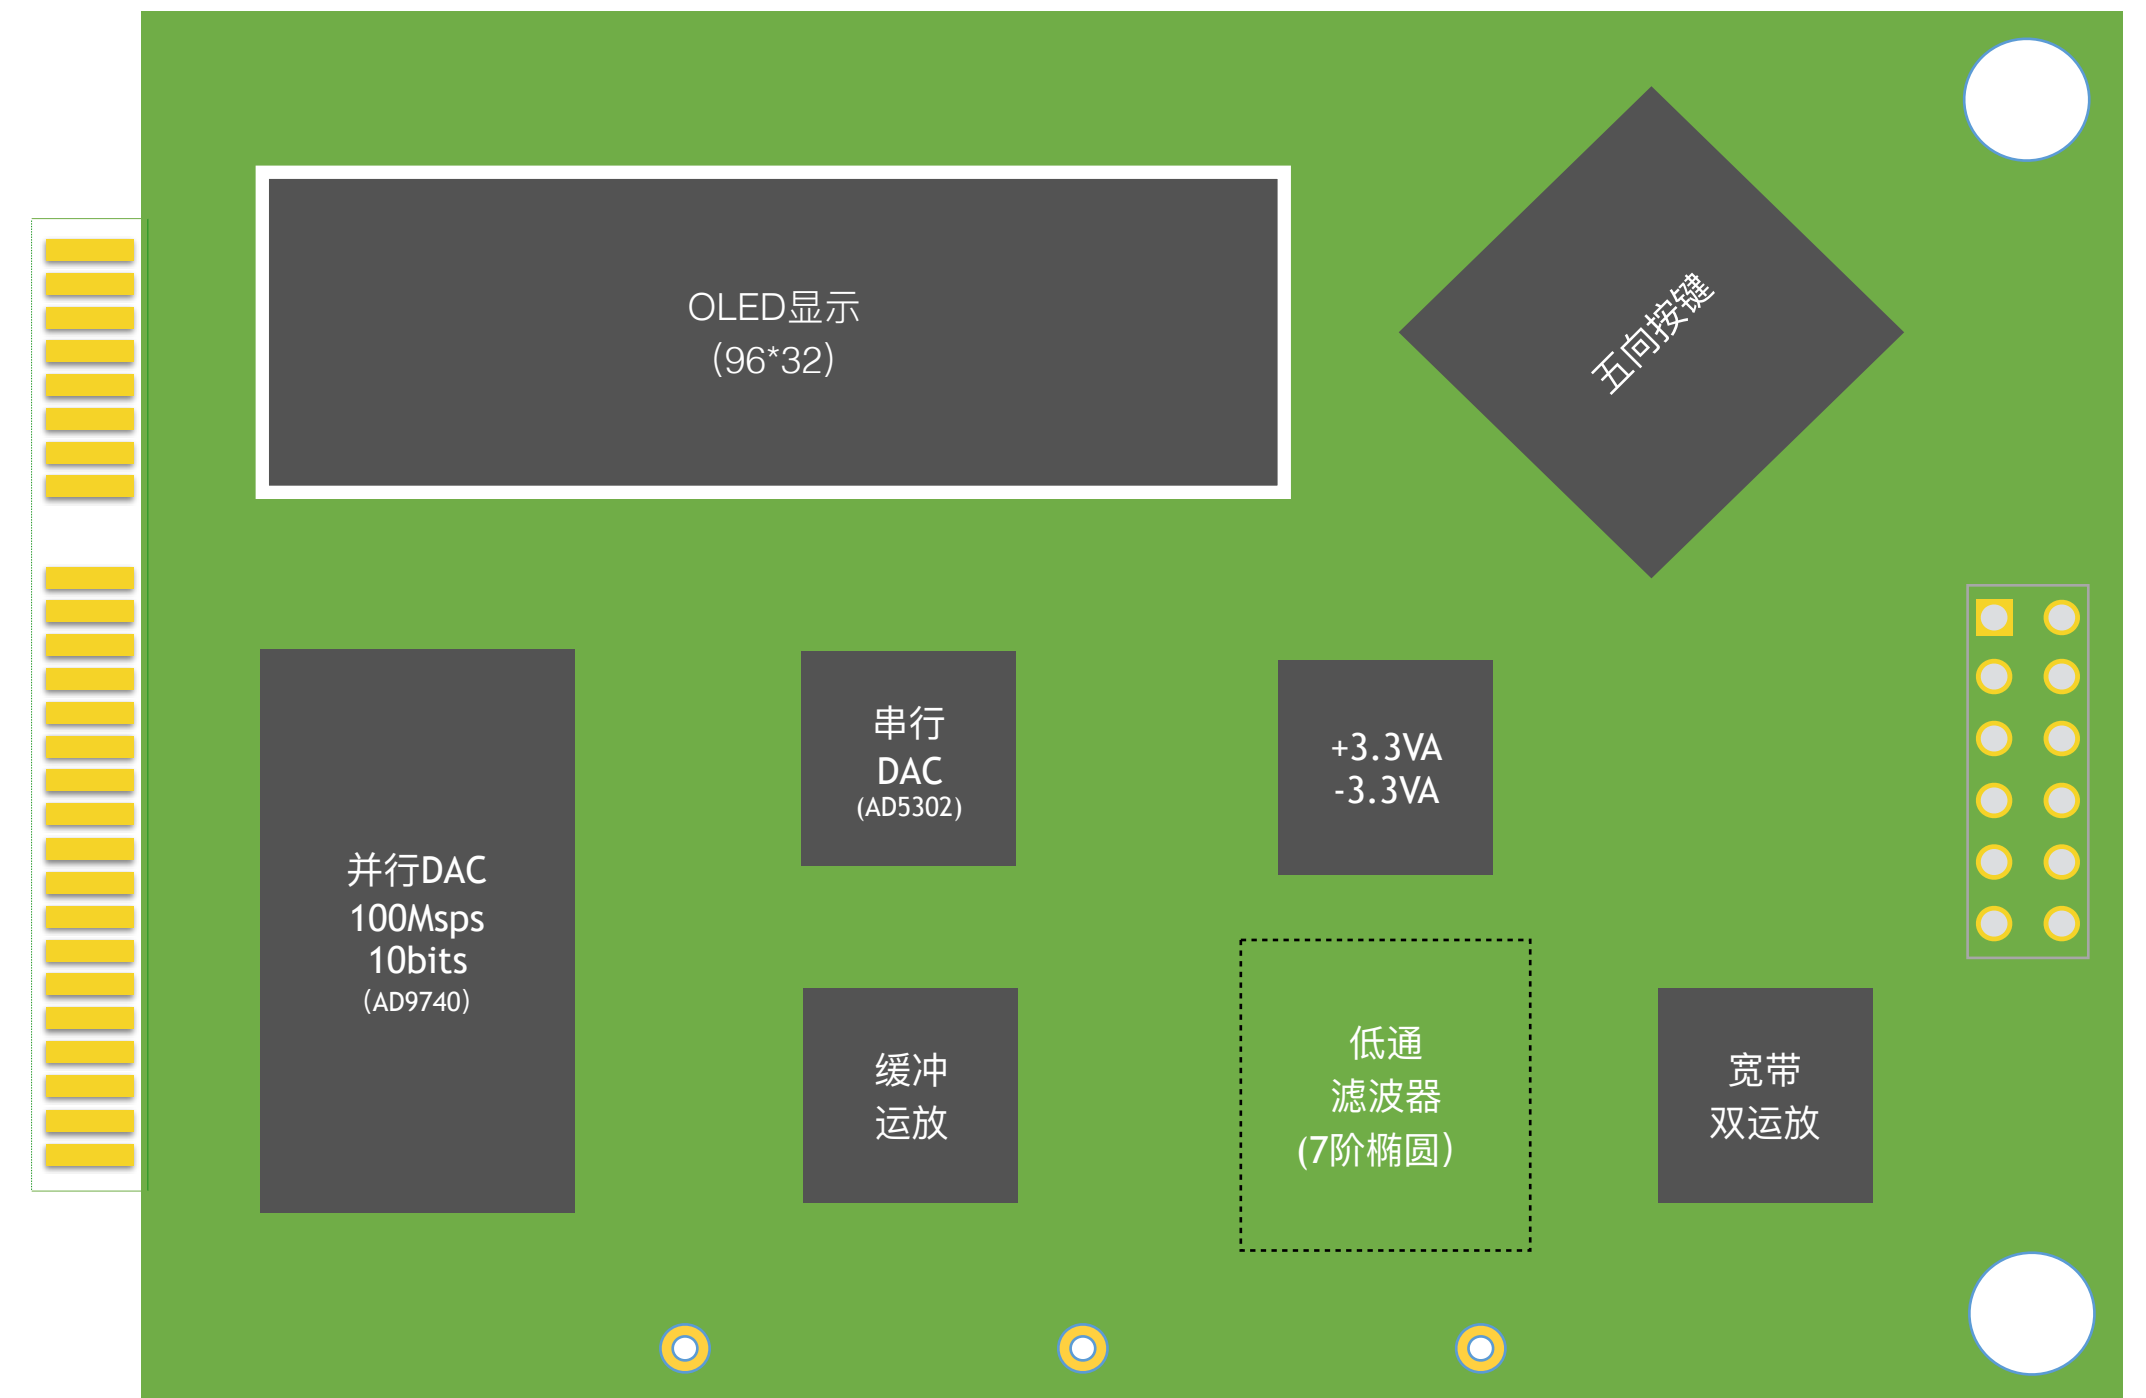 OLED显示
(96*32)
五向按键
并行DAC
100Msps
10bits
(AD9740)
串行
DAC
(AD5302)
+3.3VA
-3.3VA
缓冲
运放
低通
滤波器
(7阶椭圆)
宽带
双运放